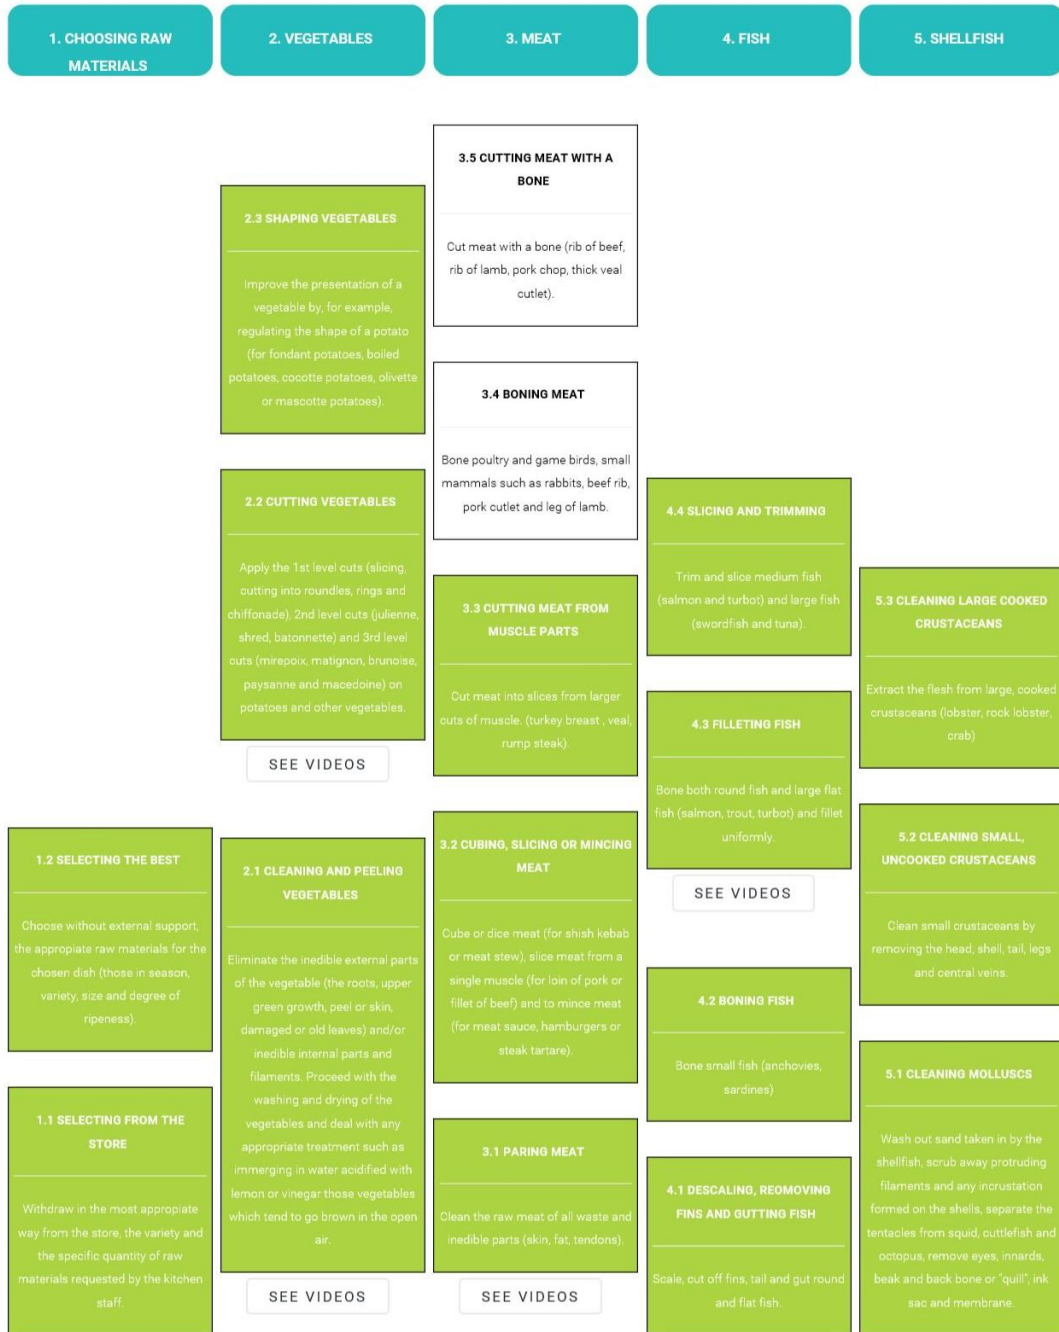 1. CHOOSING RAW
MATERIALS
2. VEGETABLES
3. MEAT
4. FISH
5. SHELLFISH
1.2 SELECTING THE BEST
Choose without external support,
the appropiate raw materials for the
chosen dish (those in season,
variety, size and degree of
ripeness).
1.1 SELECTING FROM THE
STORE
Withdraw in the most appropiate
way from the store, the variety and
the specific quantity of raw
materials requested by the kitchen
staff.
2.3 SHAPING VEGETABLES
Improve the presentation of a
vegetable by, for example,
regulating the shape of a potato
(for fondant potatoes, boiled
potatoes, cocotte potatoes, olivette
or mascotte potatoes).
2.2 CUTTING VEGETABLES
Apply the 1st level cuts (slicing,
cutting into roundles, rings and
chiffonade), 2nd level cuts (julienne,
shred, batonnette) and 3rd level
cuts (mirepoix, matignon, brunoise,
paysanne and macedoine) on
potatoes and other vegetables.
SEE VIDEOS
2.1 CLEANING AND PEELING
VEGETABLES
Eliminate the inedible external parts
of the vegetable (the roots, upper
green growth, peel or skin,
damaged or old leaves) and/or
inedible internal parts and
filaments. Proceed with the
washing and drying of the
vegetables and deal with any
appropriate treatment such as
immerging in water acidified with
lemon or vinegar those vegetables
which tend to go brown in the open
air.
SEE VIDEOS
3.5 CUTTING MEAT WITH A
BONE
Cut meat with a bone (rib of beef,
rib of lamb, pork chop, thick veal
cutlet).
3.4 BONING MEAT
Bone poultry and game birds, small
mammals such as rabbits, beef rib,
pork cutlet and leg of lamb.
3.3 CUTTING MEAT FROM
MUSCLE PARTS
Cut meat into slices from larger
cuts of muscle. (turkey breast , veal,
rump steak).
3.2 CUBING, SLICING OR MINCING
MEAT
Cube or dice meat (for shish kebab
or meat stew), slice meat from a
single muscle (for loin of pork or
fillet of beef) and to mince meat
(for meat sauce, hamburgers or
steak tartare).
3.1 PARING MEAT
Clean the raw meat of all waste and
inedible parts (skin, fat, tendons).
SEE VIDEOS
4.4 SLICING AND TRIMMING
Trim and slice medium fish
(salmon and turbot) and large fish
(swordfish and tuna).
4.3 FILLETING FISH
Bone both round fish and large flat
fish (salmon, trout, turbot) and fillet
uniformly.
SEE VIDEOS
4.2 BONING FISH
Bone small fish (anchovies,
sardines)
4.1 DESCALING, REOMOVING
FINS AND GUTTING FISH
Scale, cut off fins, tail and gut round
and flat fish.
5.3 CLEANING LARGE COOKED
CRUSTACEANS
Extract the flesh from large, cooked
crustaceans (lobster, rock lobster,
crab)
5.2 CLEANING SMALL,
UNCOOKED CRUSTACEANS
Clean small crustaceans by
removing the head, shell, tail, legs
and central veins.
5.1 CLEANING MOLLUSCS
Wash out sand taken in by the
shellfish, scrub away protruding
filaments and any incrustation
formed on the shells, separate the
tentacles from squid, cuttlefish and
octopus, remove eyes, innards,
beak and back bone or "quill", ink
sac and membrane.